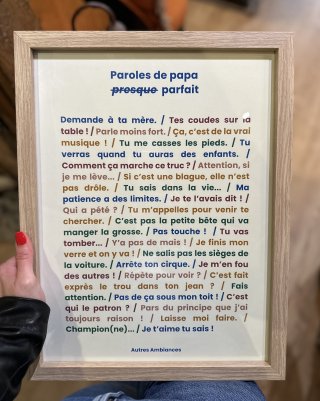 Paroles de papa
presque parfait
Demande à ta mère. / Tes coudes sur la
table ! / Parle moins fort. / Ça, c'est de la vrai
musique ! / Tu me casses les pieds. / Tu
verras quand tu auras des enfants. /
Comment ça marche ce truc ? / Attention, si
je me lève... / Si c'est une blague, elle n'est
pas drôle. / Tu sais dans la vie... / Ma
patience a des limites. / Je te l'avais dit ! /
Qui a pété ? / Tu m'appelles pour venir te
chercher. / C'est pas la petite bête qui va
manger la grosse. / Pas touche ! / Tu vas
tomber... / Y'a pas de mais ! / Je finis mon
verre et on y va ! / Ne salis pas les sièges de
la voiture. / Arrête ton cirque. / Je m'en fou
des autres ! / Répète pour voir ? / C'est fait
exprès le trou dans ton jean ? / Fais
attention. / Pas de ça sous mon toit ! / C'est
qui le patron ? / Pars du principe que j'ai
toujours raison ! / Laisse moi faire. /
Champion(ne)... / Je t'aime tu sais !
Autres Ambiances